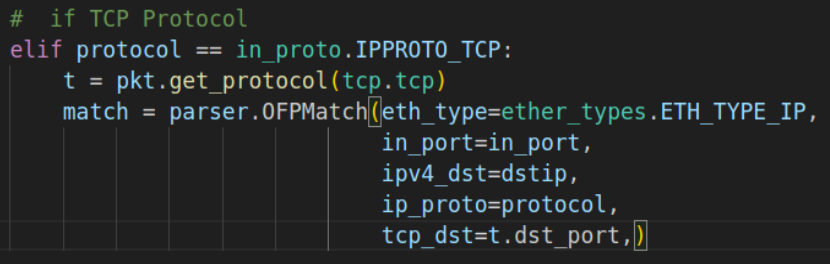 #  if TCP Protocol
elif protocol == in_proto.IPPROTO_TCP:
    t = pkt.get_protocol(tcp.tcp)
    match = parser.OFPMatch(eth_type=ether_types.ETH_TYPE_IP,
                            in_port=in_port,
                            ipv4_dst=dstip,
                            ip_proto=protocol,
                            tcp_dst=t.dst_port,)